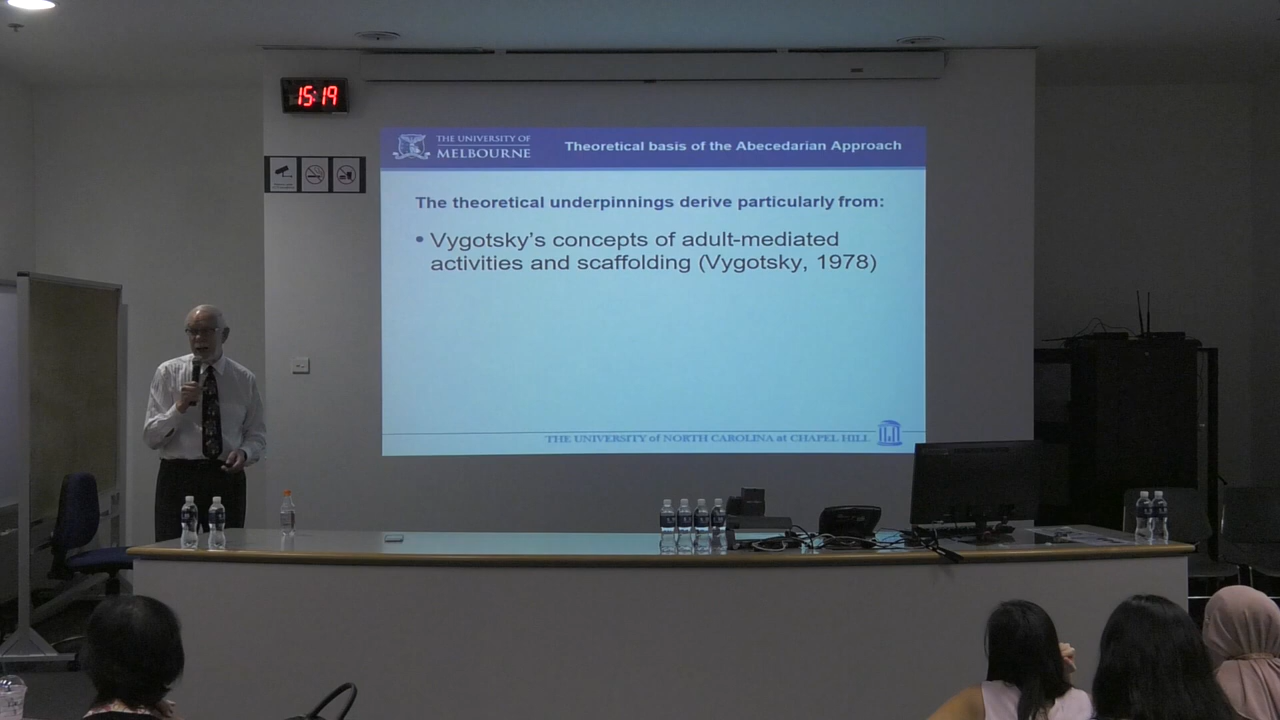 15:19
THE UNIVERSITY OF
MELBOURNE
Theoretical basis of the Abecedarian Approach
The theoretical underpinnings derive particularly from:
• Vygotsky's concepts of adult-mediated
activities and scaffolding (Vygotsky, 1978)
THE UNIVERSITY of NORTH CAROLINA at CHAPEL HILL